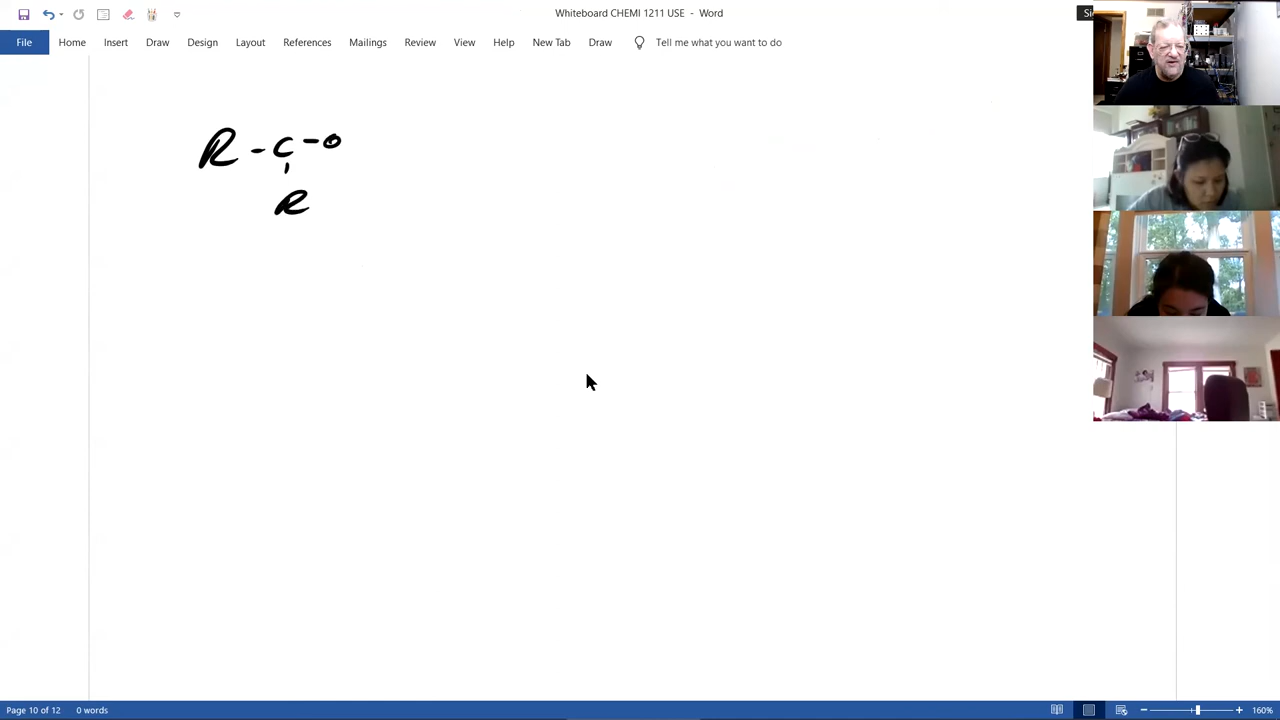 Whiteboard CHEMI 1211 USE - Word
Si
File Home Insert Draw Design Layout References Mailings Review View Help New Tab Draw Tell me what you want to do
R - C - O
R
Page 10 of 12 0 words 160%